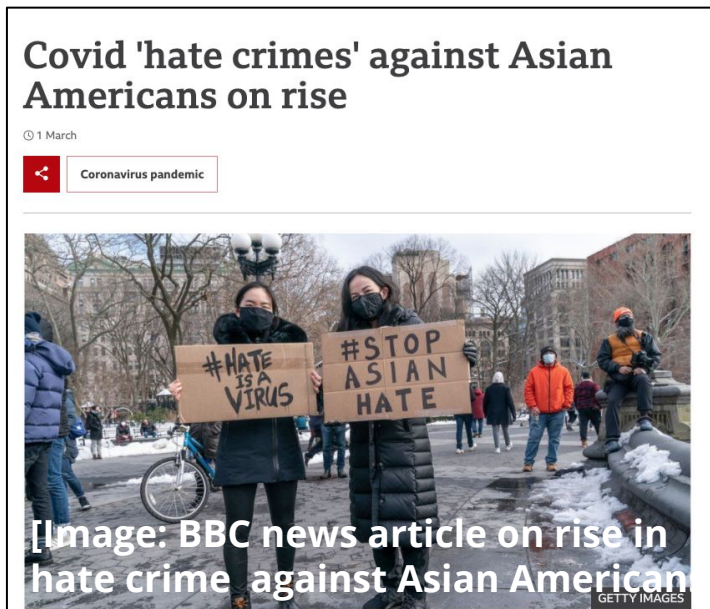 Covid 'hate crimes' against Asian
Americans on rise
1 March
Coronavirus pandemic
#HATE
IS A
VIRUS
#STOP
ASIAN
HATE
[Image: BBC news article on rise in
hate crime against Asian American
GETTY IMAGES